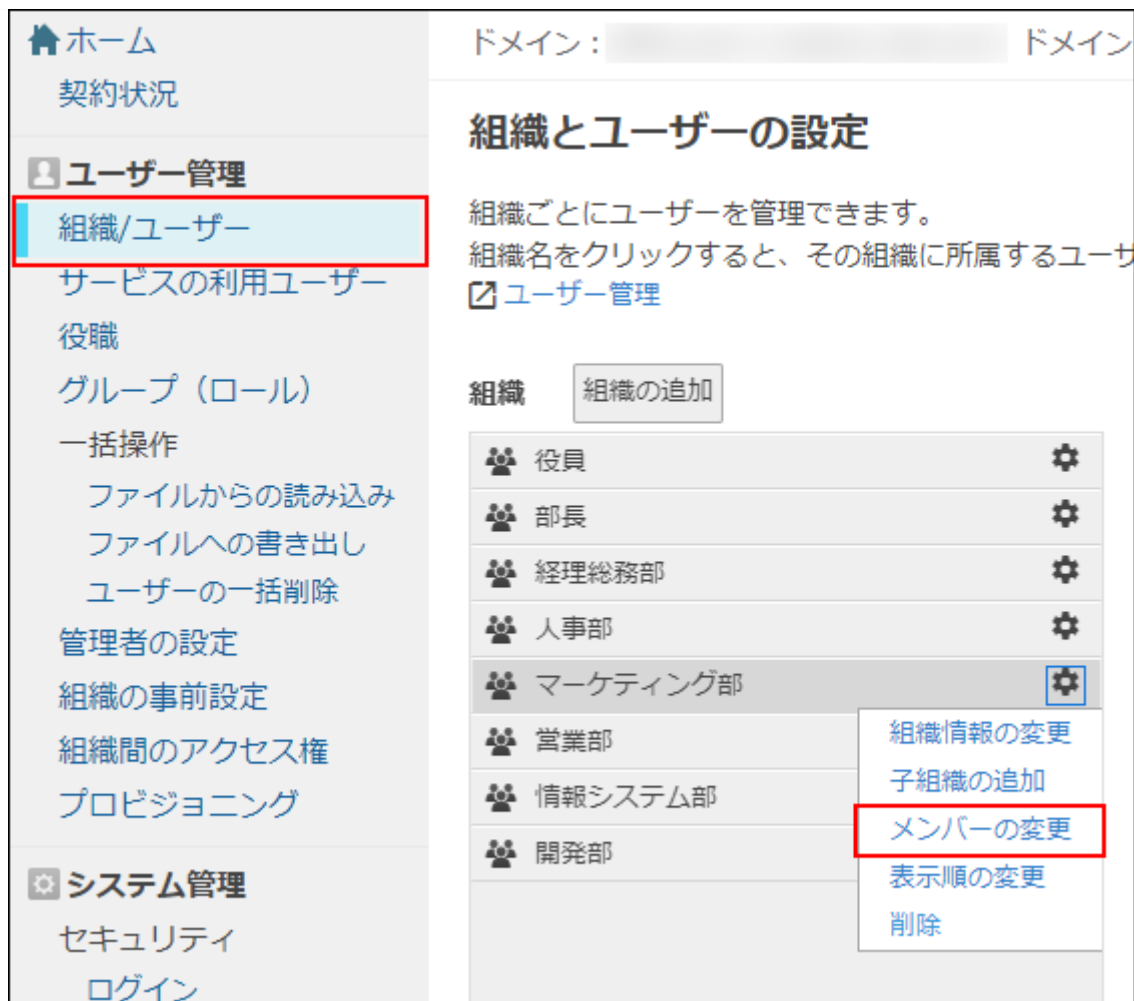 ホーム
契約状況
ユーザー管理
組織/ユーザー
サービスの利用ユーザー
役職
グループ（ロール）
一括操作
ファイルからの読み込み
ファイルへの書き出し
ユーザーの一括削除
管理者の設定
組織の事前設定
組織間のアクセス権
プロビジョニング
システム管理
セキュリティ
ログイン
ドメイン： ドメイン
組織とユーザーの設定
組織ごとにユーザーを管理できます。
組織名をクリックすると、その組織に所属するユーサ
ユーザー管理
組織 組織の追加
役員
部長
経理総務部
人事部
マーケティング部
営業部
情報システム部
開発部
組織情報の変更
子組織の追加
メンバーの変更
表示順の変更
削除